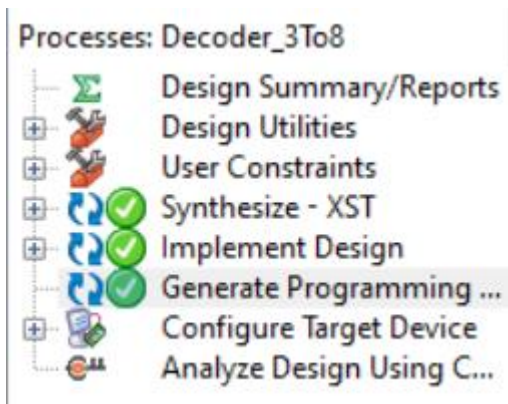 Processes: Decoder_3To8
Design Summary/Reports
Design Utilities
User Constraints
Synthesize - XST
Implement Design
Generate Programming ...
Configure Target Device
Analyze Design Using C...